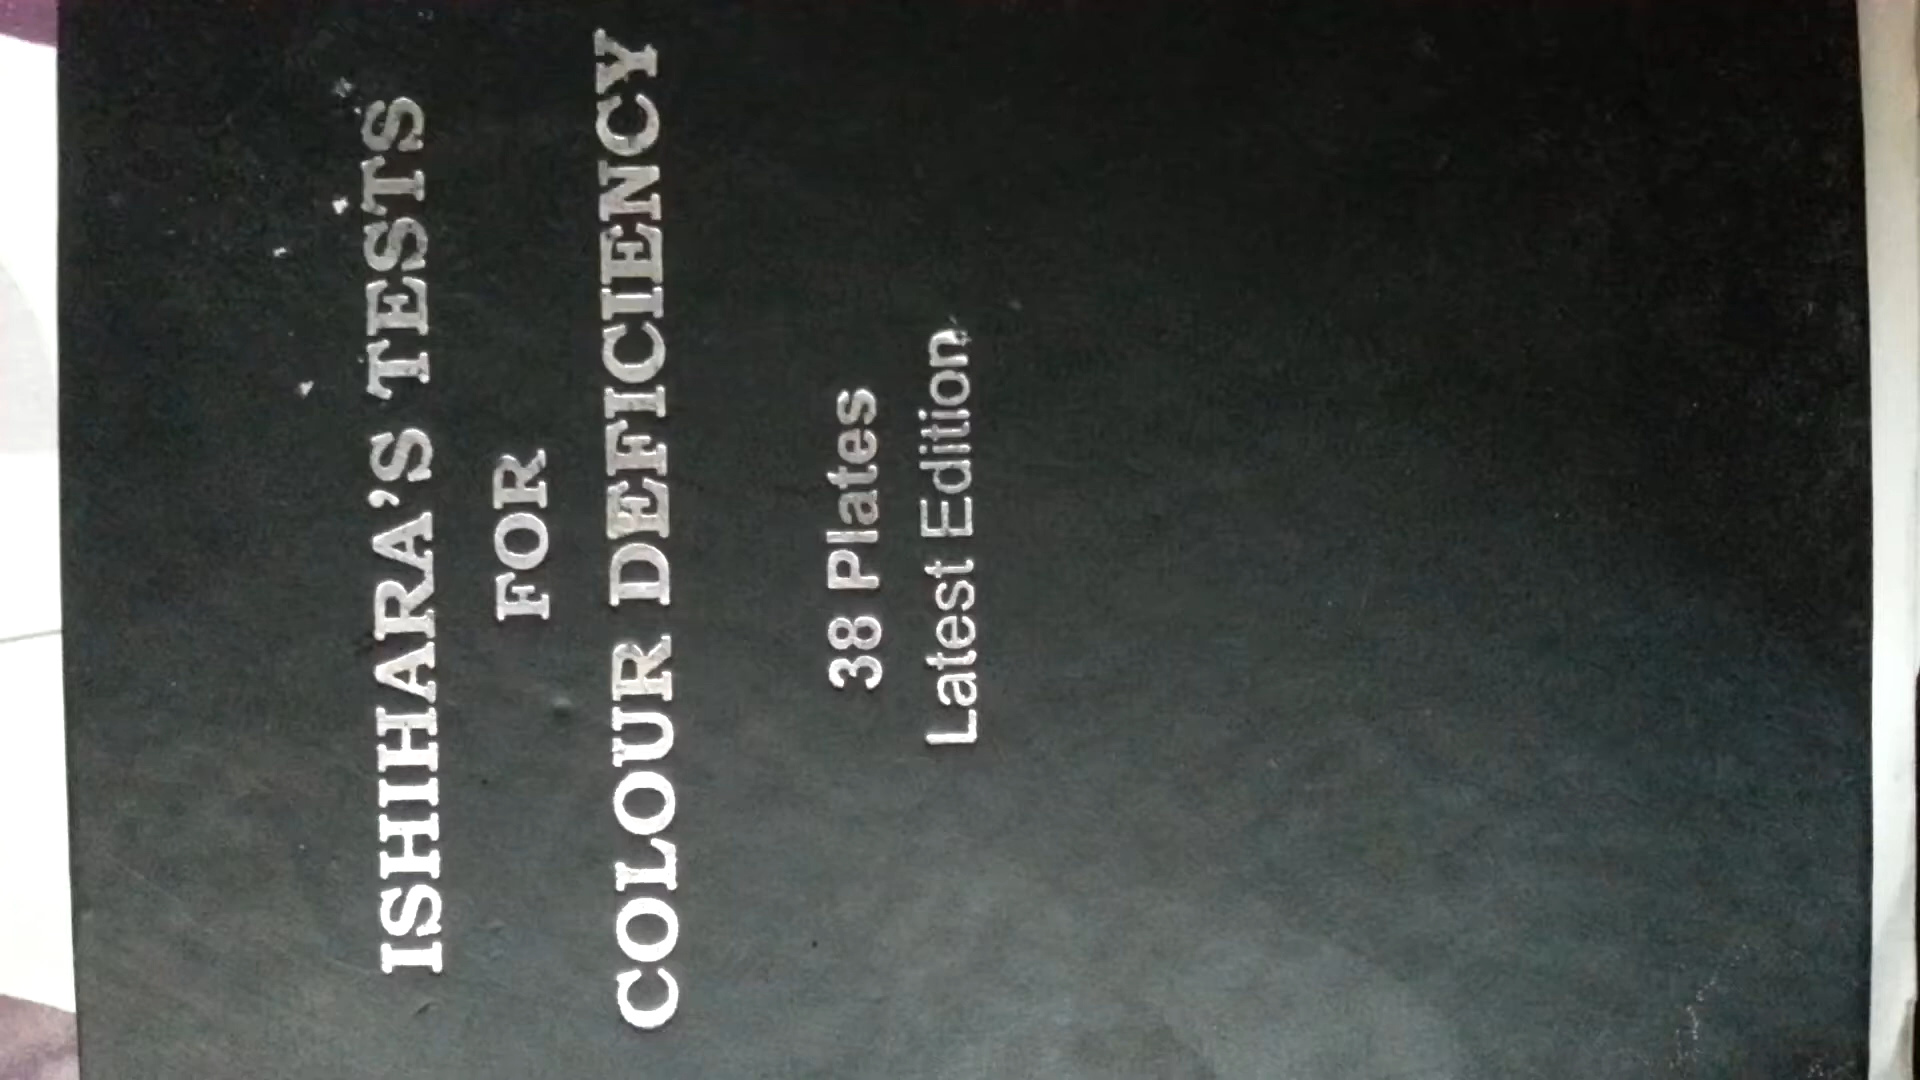 ISHIHARA'S TESTS
FOR
COLOUR DEFICIENCY
38 Plates
Latest Edition